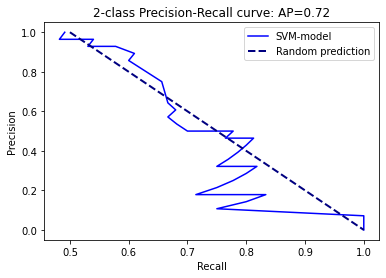 2-class Precision-Recall curve: AP=0.72
SVM-model
Random prediction
Precision
1.0
0.8
0.6
0.4
0.2
0.0
0.5 0.6 0.7 0.8 0.9 1.0
Recall